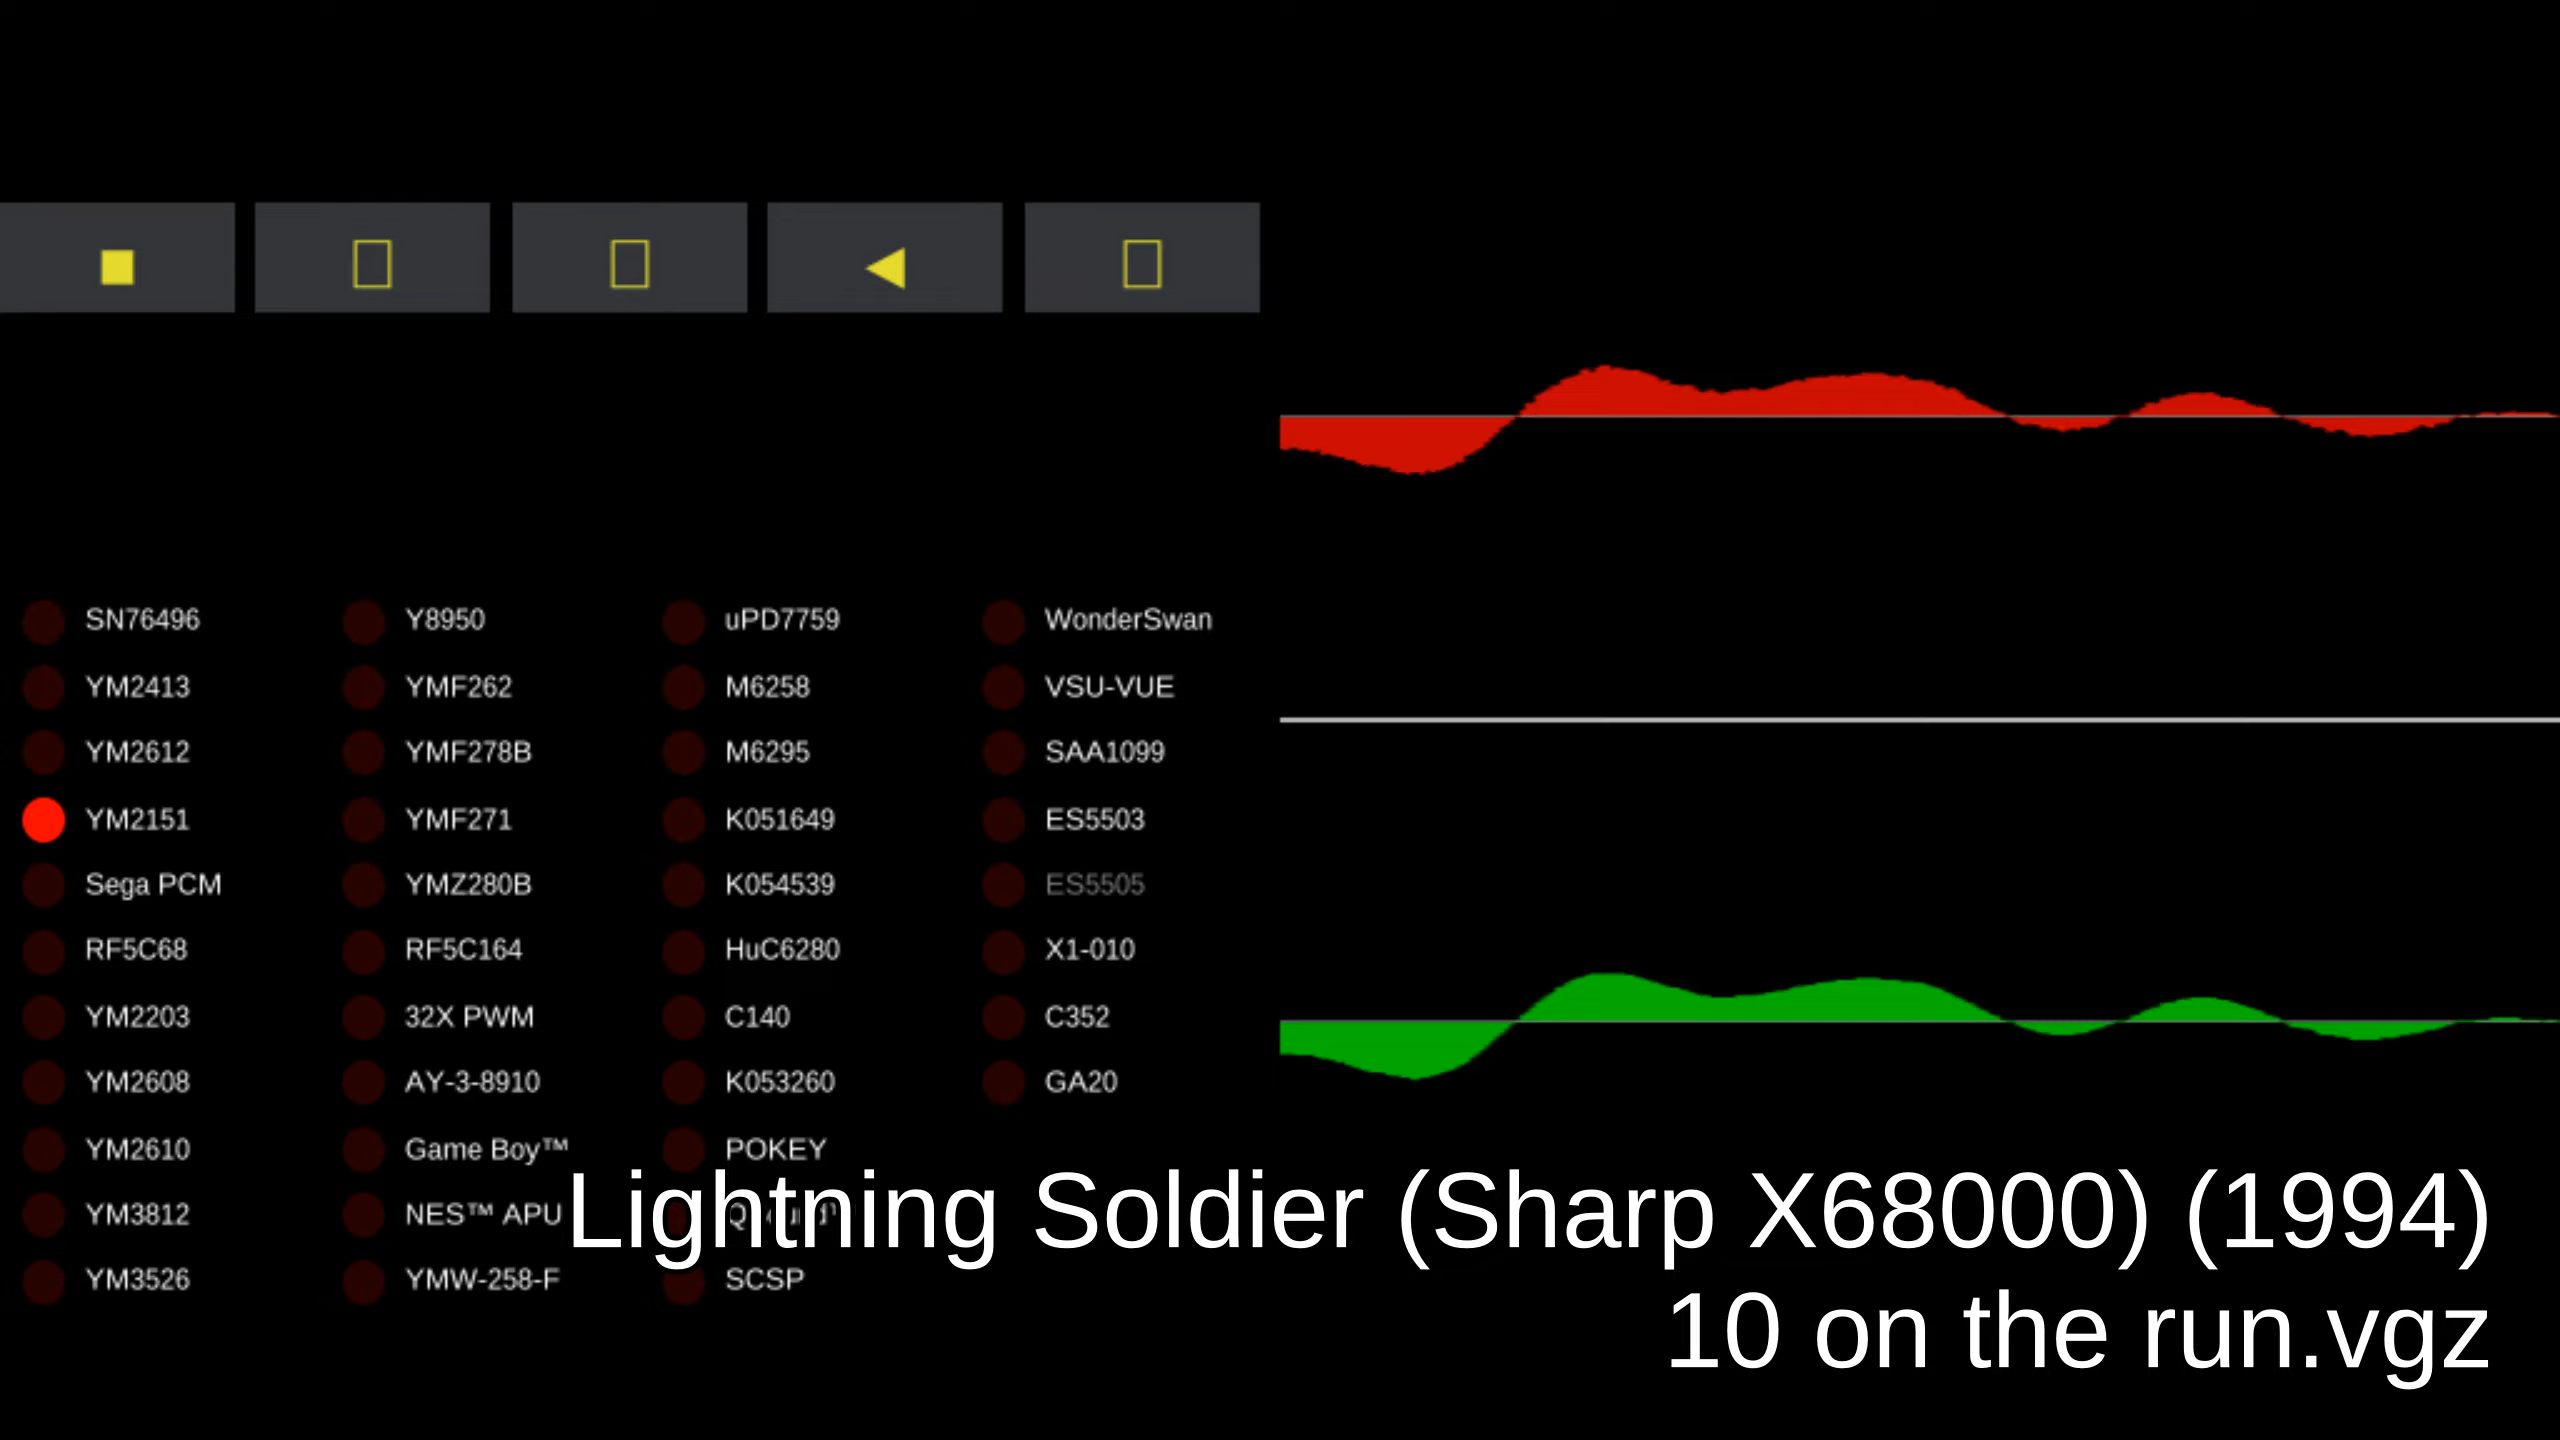 SN76496
YM2413
YM2612
YM2151
Sega PCM
RF5C68
YM2203
YM2608
YM2610
YM3812
YM3526
Y8950
YMF262
YMF278B
YMF271
YMZ280B
RF5C164
32X PWM
AY-3-8910
Game Boy™
NES™ APU
YMW-258-F
uPD7759
M6258
M6295
K051649
K054539
HuC6280
C140
K053260
POKEY
SCSP
WonderSwan
VSU-VUE
SAA1099
ES5503
ES5505
X1-010
C352
GA20
Lightning Soldier (Sharp X68000) (1994)
10 on the run.vgz